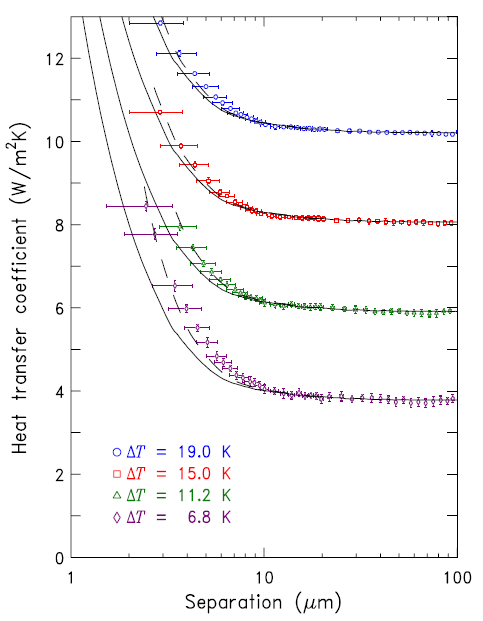 12
10
8
6
4
2
0
Heat transfer coefficient (W/m²K)
ΔT = 19.0 K
ΔT = 15.0 K
ΔT = 11.2 K
ΔT = 6.8 K
1
10
100
Separation (μm)